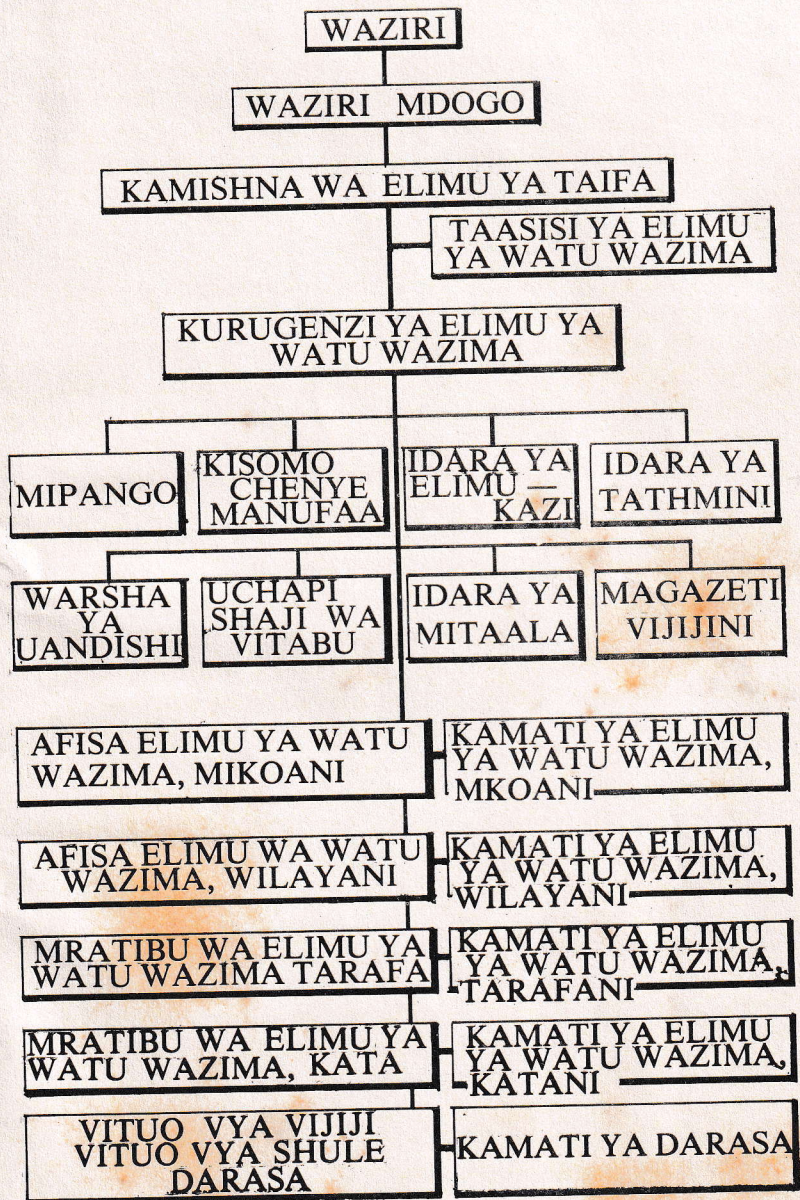 WAZIRI
WAZIRI MDOGO
KAMISHNA WA ELIMU YA TAIFA
TAASISI YA ELIMU
YA WATU WAZIMA
KURUGENZI YA ELIMU YA
WATU WAZIMA
MIPANGO
KISOMO
CHENYE
MANUFAA
IDARA YA
ELIMU —
KAZI
IDARA YA
TATHMINI
WARSHA
YA
UANDISHI
UCHAPI
SHAJI WA
VITABU
IDARA YA
MITAALA
MAGAZETI
VIJIJINI
AFISA ELIMU YA WATU
WAZIMA, MIKOANI
KAMATI YA ELIMU
YA WATU WAZIMA,
MKOANI
AFISA ELIMU WA WATU
WAZIMA, WILAYANI
KAMATI YA ELIMU
YA WATU WAZIMA,
WILAYANI
MRATIBU WA ELIMU YA
WATU WAZIMA TARAFA
KAMATI YA ELIMU
YA WATU WAZIMA,
TARAFANI
MRATIBU WA ELIMU YA
WATU WAZIMA, KATA
KAMATI YA ELIMU
YA WATU WAZIMA,
KATANI
VITUO VYA VIJIJI
VITUO VYA SHULE
DARASA
KAMATI YA DARASA